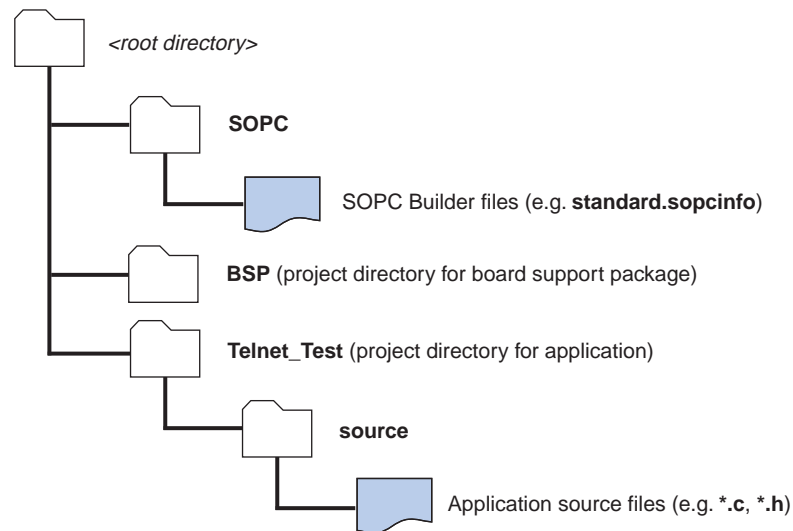 <root directory>
SOPC
SOPC Builder files (e.g. standard.sopcinfo)
BSP (project directory for board support package)
Telnet_Test (project directory for application)
source
Application source files (e.g. *.c, *.h)